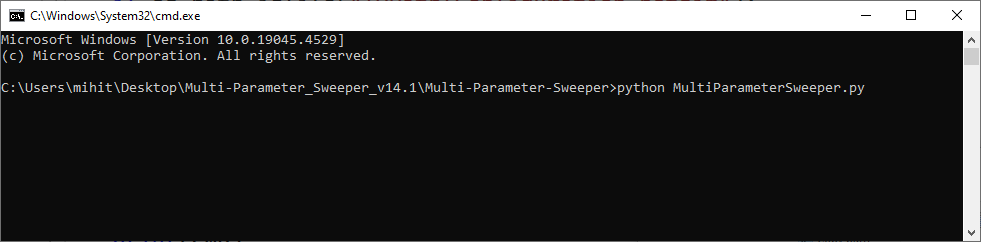 C:\Windows\System32\cmd.exe
Microsoft Windows [Version 10.0.19045.4529]
(c) Microsoft Corporation. All rights reserved.
C:\Users\mihit\Desktop\Multi-Parameter_Sweeper_v14.1\Multi-Parameter-Sweeper>python MultiParameterSweeper.py